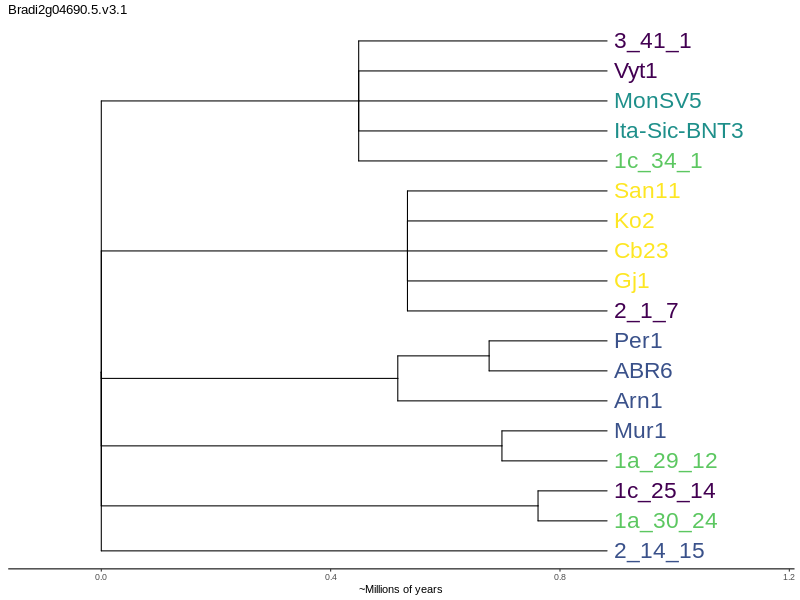 Bradi2g04690.5.v3.1
3_41_1
Vyt1
MonSV5
Ita-Sic-BNT3
1c_34_1
San11
Ko2
Cb23
Gj1
2_1_7
Per1
ABR6
Arn1
Mur1
1a_29_12
1c_25_14
1a_30_24
2_14_15
0.0 0.4 0.8 1.2
~Millions of years